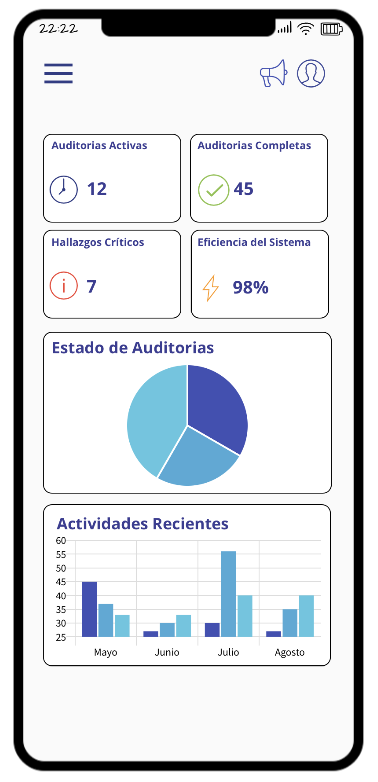 22:22
Auditorias Activas
12
Auditorias Completas
45
Hallazgos Críticos
7
Eficiencia del Sistema
98%
Estado de Auditorias
Actividades Recientes
60
55
50
45
40
35
30
25
Mayo Junio Julio Agosto